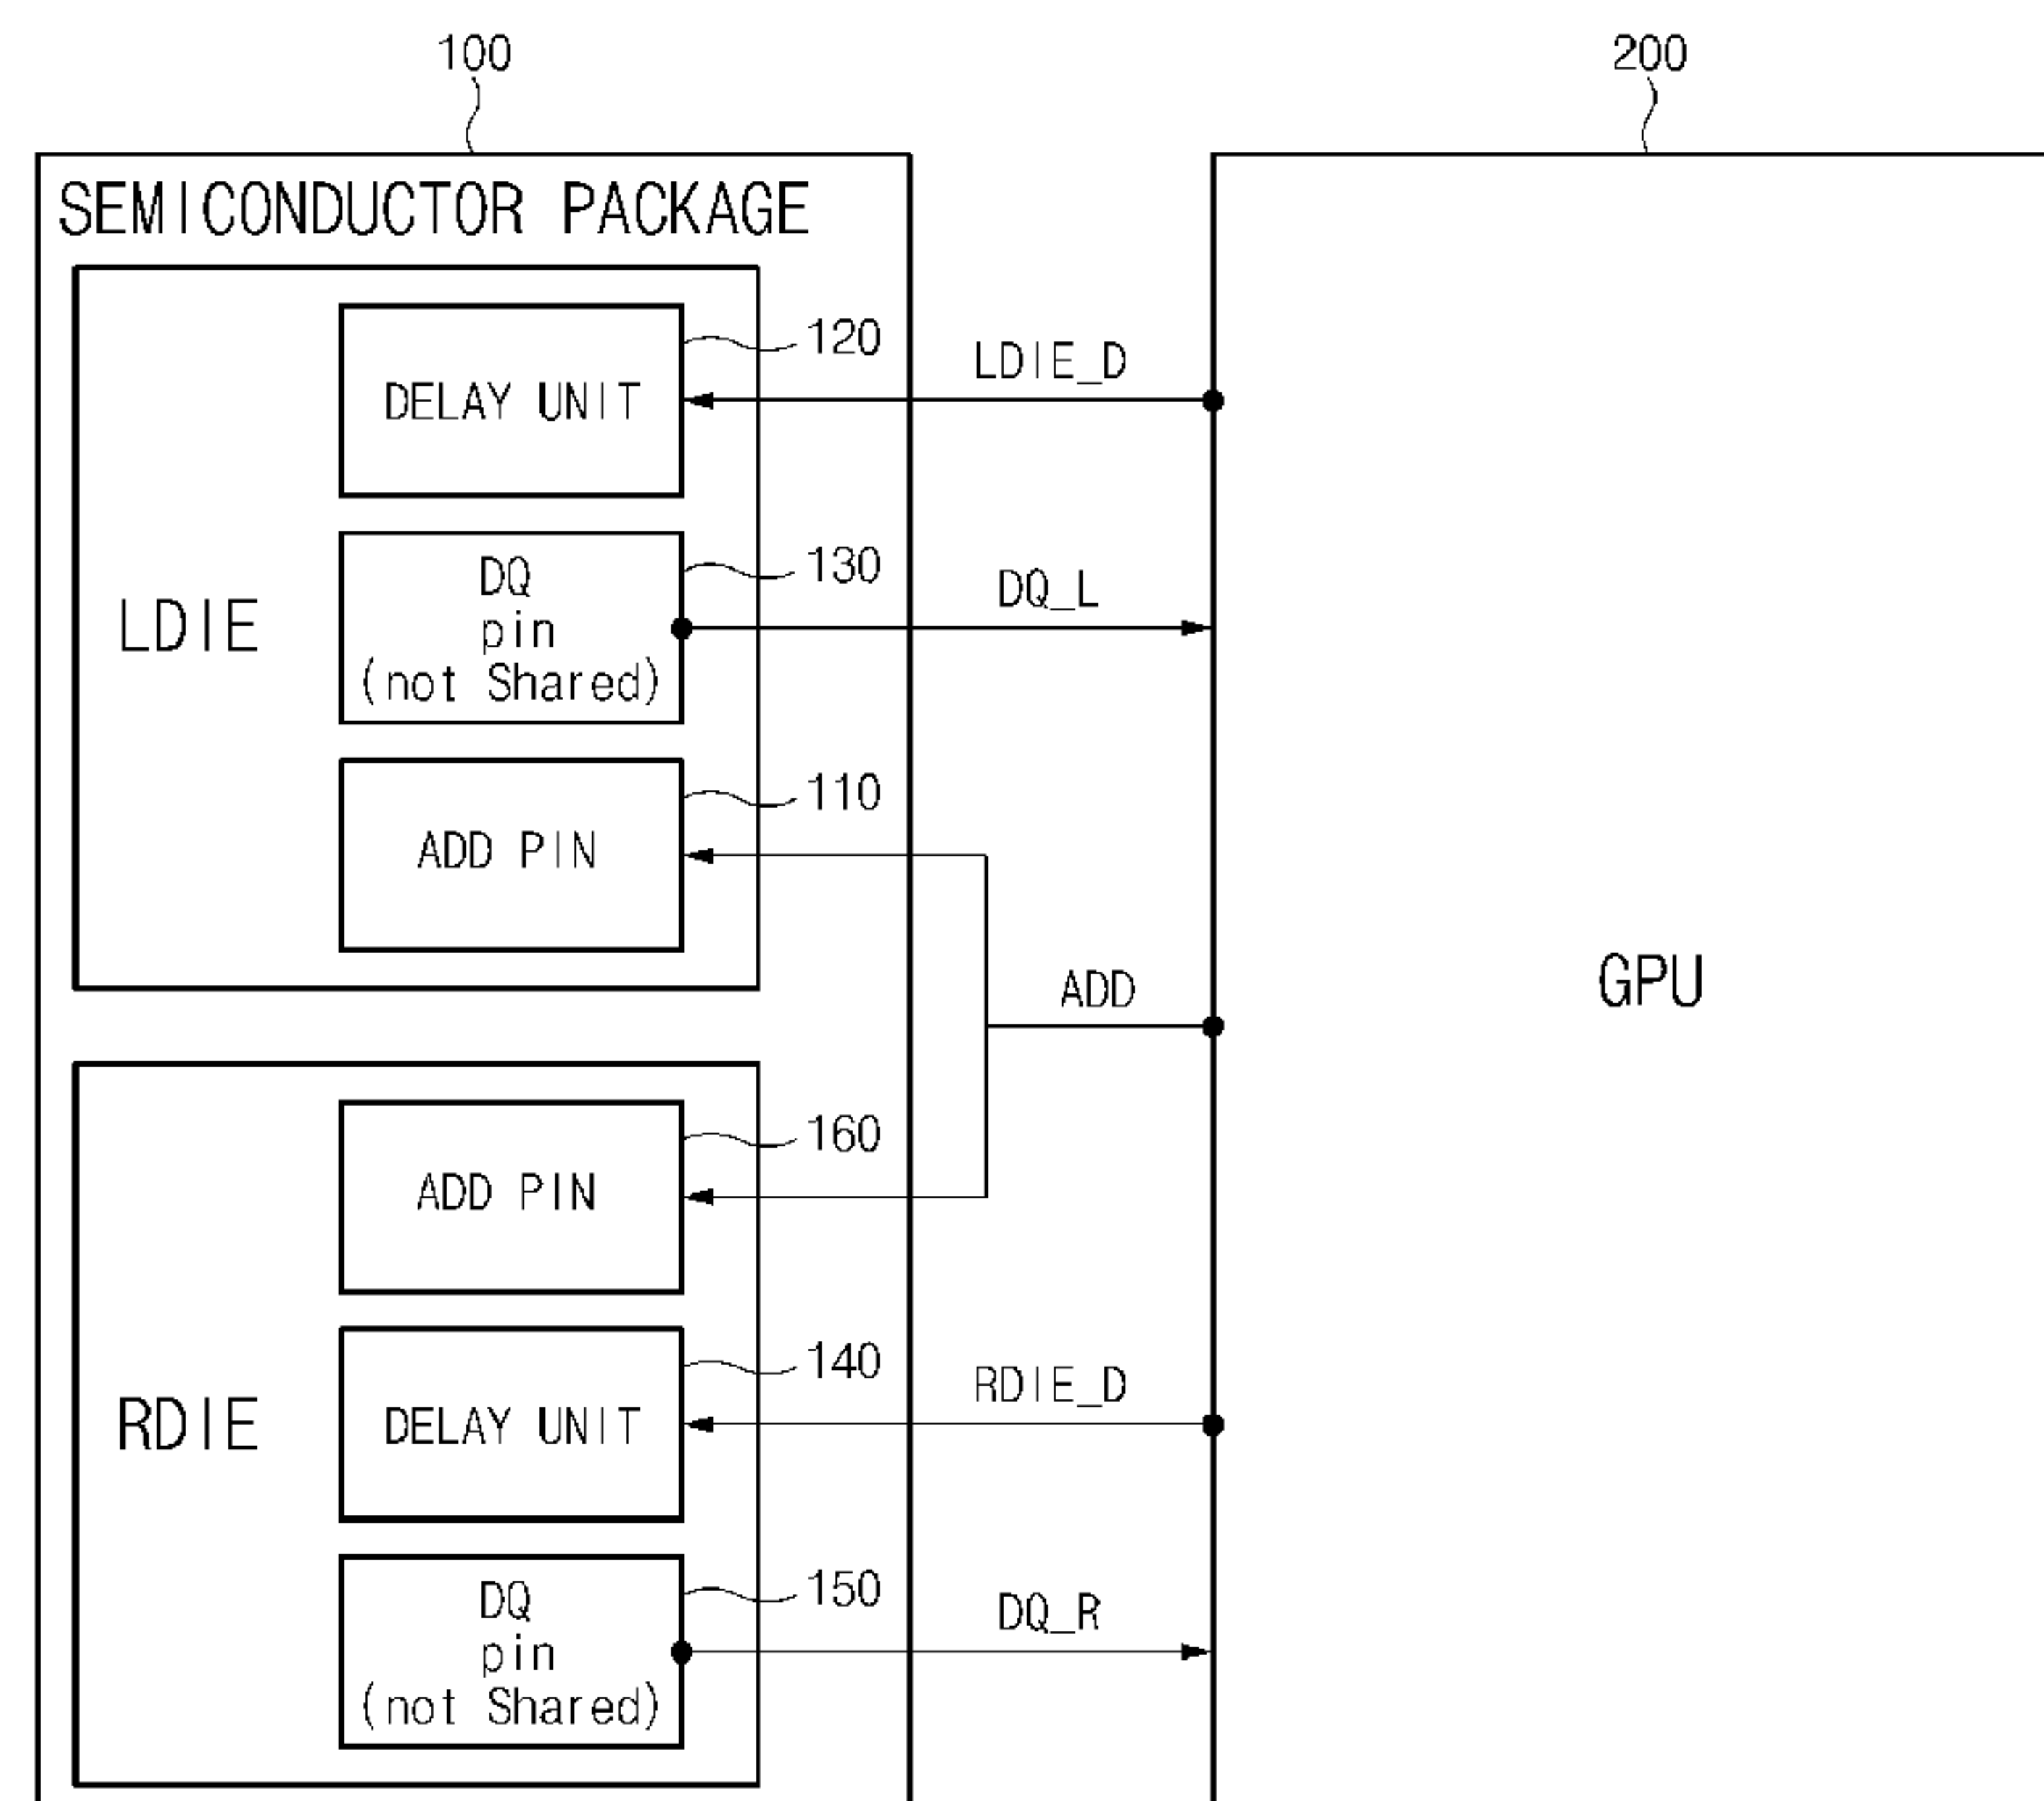 100
200
SEMICONDUCTOR PACKAGE
120
DELAY UNIT
LDIE_D
LDIE
DQ
pin
(not Shared)
130
DQ_L
110
ADD PIN
ADD
GPU
160
ADD PIN
RDIE
140
DELAY UNIT
RDIE_D
DQ
pin
(not Shared)
150
DQ_R